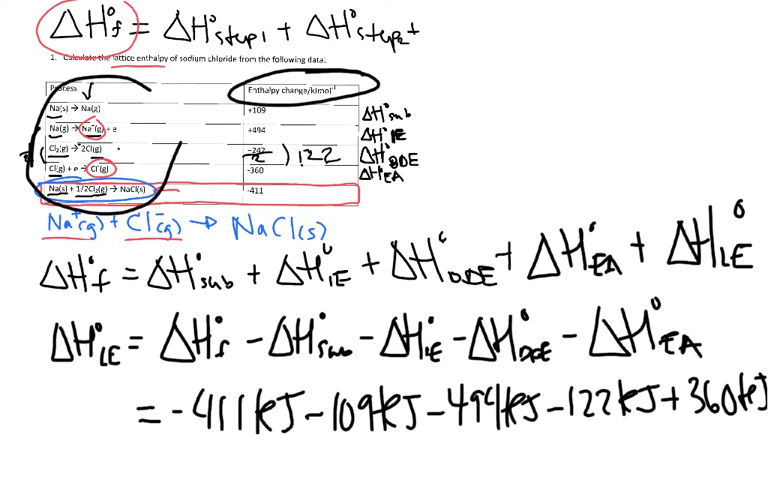 ΔH°f = ΔH°step1 + ΔH°step2 +
1. Calculate the lattice enthalpy of sodium chloride from the following data:
Process ✓ Enthalpy change/kJmol⁻¹
Na(s) → Na(g) +109 ΔH°sub
Na(g) → Na⁺(g) + e +494 ΔH°IE
Cl₂(g) → 2Cl(g) 2 ) 122 ΔH°BDE
Cl(g) + e → Cl⁻(g) -360 ΔH°EA
Na(s) + 1/2Cl₂(g) → NaCl(s) -411
Na⁺(g) + Cl⁻(g) → NaCl(s)
ΔH°f = ΔH°sub + ΔH°IE + ΔH°BDE + ΔH°EA + ΔH°LE
ΔH°LE = ΔH°f - ΔH°sub - ΔH°IE - ΔH°BDE - ΔH°EA
= -411kJ - 109kJ - 494kJ - 122kJ + 360kJ